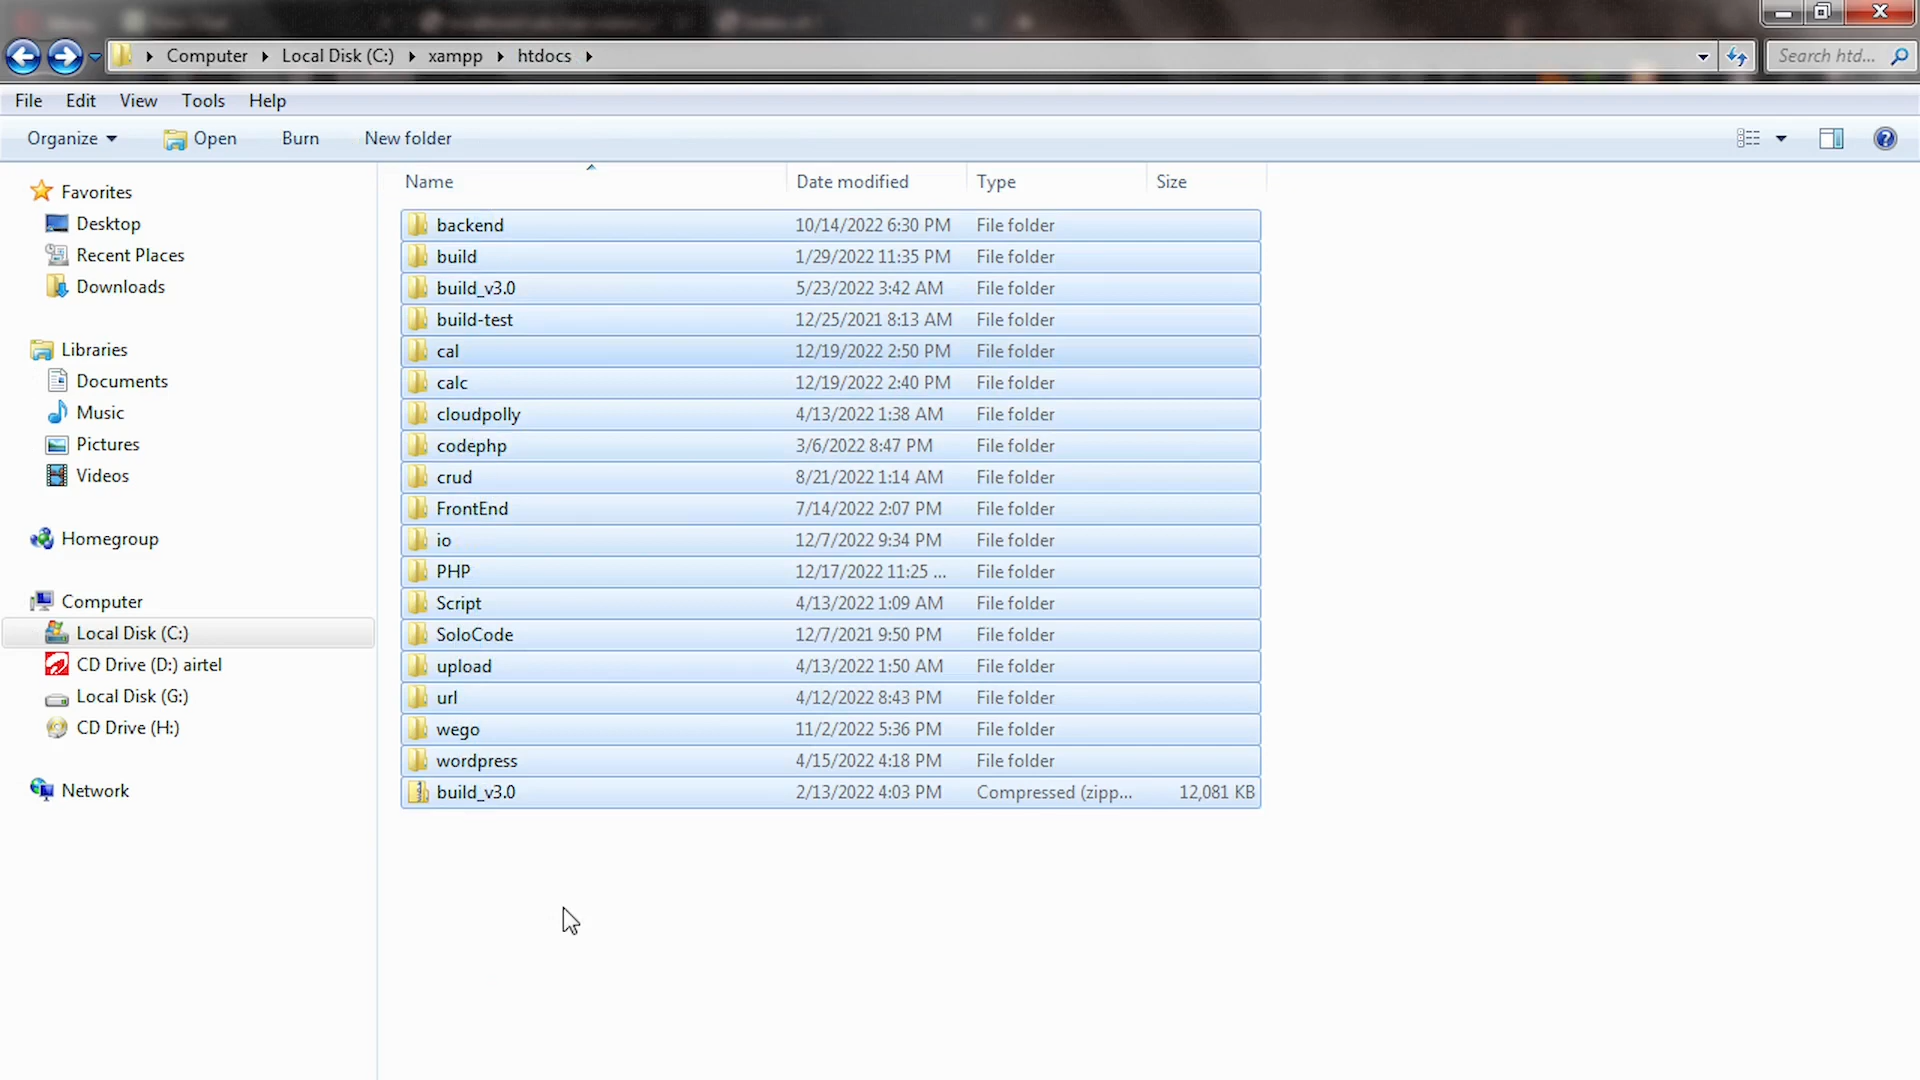 Computer Local Disk (C:) xampp htdocs
Search htd...
File Edit View Tools Help
Organize Open Burn New folder
Name Date modified Type Size
Favorites
Desktop
Recent Places
Downloads
Libraries
Documents
Music
Pictures
Videos
Homegroup
Computer
Local Disk (C:)
CD Drive (D:) airtel
Local Disk (G:)
CD Drive (H:)
Network
backend 10/14/2022 6:30 PM File folder
build 1/29/2022 11:35 PM File folder
build_v3.0 5/23/2022 3:42 AM File folder
build-test 12/25/2021 8:13 AM File folder
cal 12/19/2022 2:50 PM File folder
calc 12/19/2022 2:40 PM File folder
cloudpolly 4/13/2022 1:38 AM File folder
codephp 3/6/2022 8:47 PM File folder
crud 8/21/2022 1:14 AM File folder
FrontEnd 7/14/2022 2:07 PM File folder
io 12/7/2022 9:34 PM File folder
PHP 12/17/2022 11:25 ... File folder
Script 4/13/2022 1:09 AM File folder
SoloCode 12/7/2021 9:50 PM File folder
upload 4/13/2022 1:50 AM File folder
url 4/12/2022 8:43 PM File folder
wego 11/2/2022 5:36 PM File folder
wordpress 4/15/2022 4:18 PM File folder
build_v3.0 2/13/2022 4:03 PM Compressed (zipp... 12,081 KB